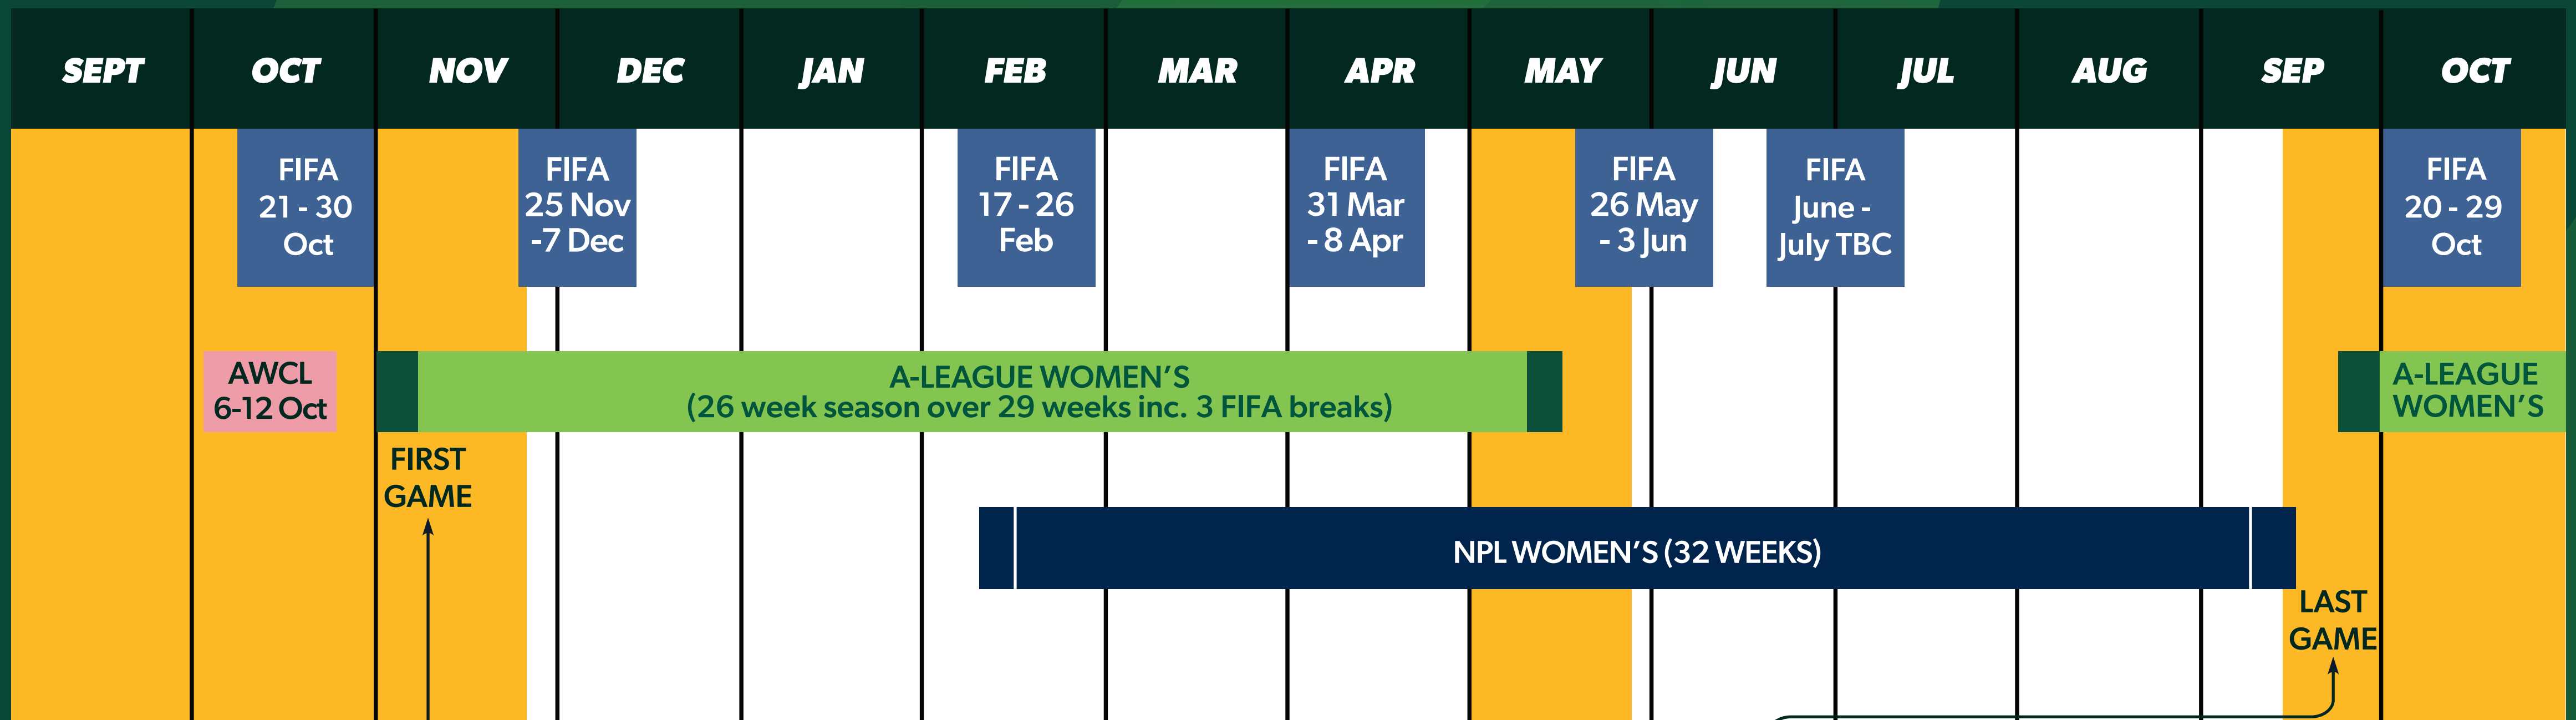 SEPT OCT NOV DEC JAN FEB MAR APR MAY JUN JUL AUG SEP OCT
FIFA
21 - 30
Oct
FIFA
25 Nov
-7 Dec
FIFA
17 - 26
Feb
FIFA
31 Mar
- 8 Apr
FIFA
26 May
- 3 Jun
FIFA
June -
July TBC
FIFA
20 - 29
Oct
AWCL
6-12 Oct
A-LEAGUE WOMEN’S
(26 week season over 29 weeks inc. 3 FIFA breaks)
A-LEAGUE
WOMEN’S
FIRST
GAME
NPL WOMEN’S (32 WEEKS)
LAST
GAME